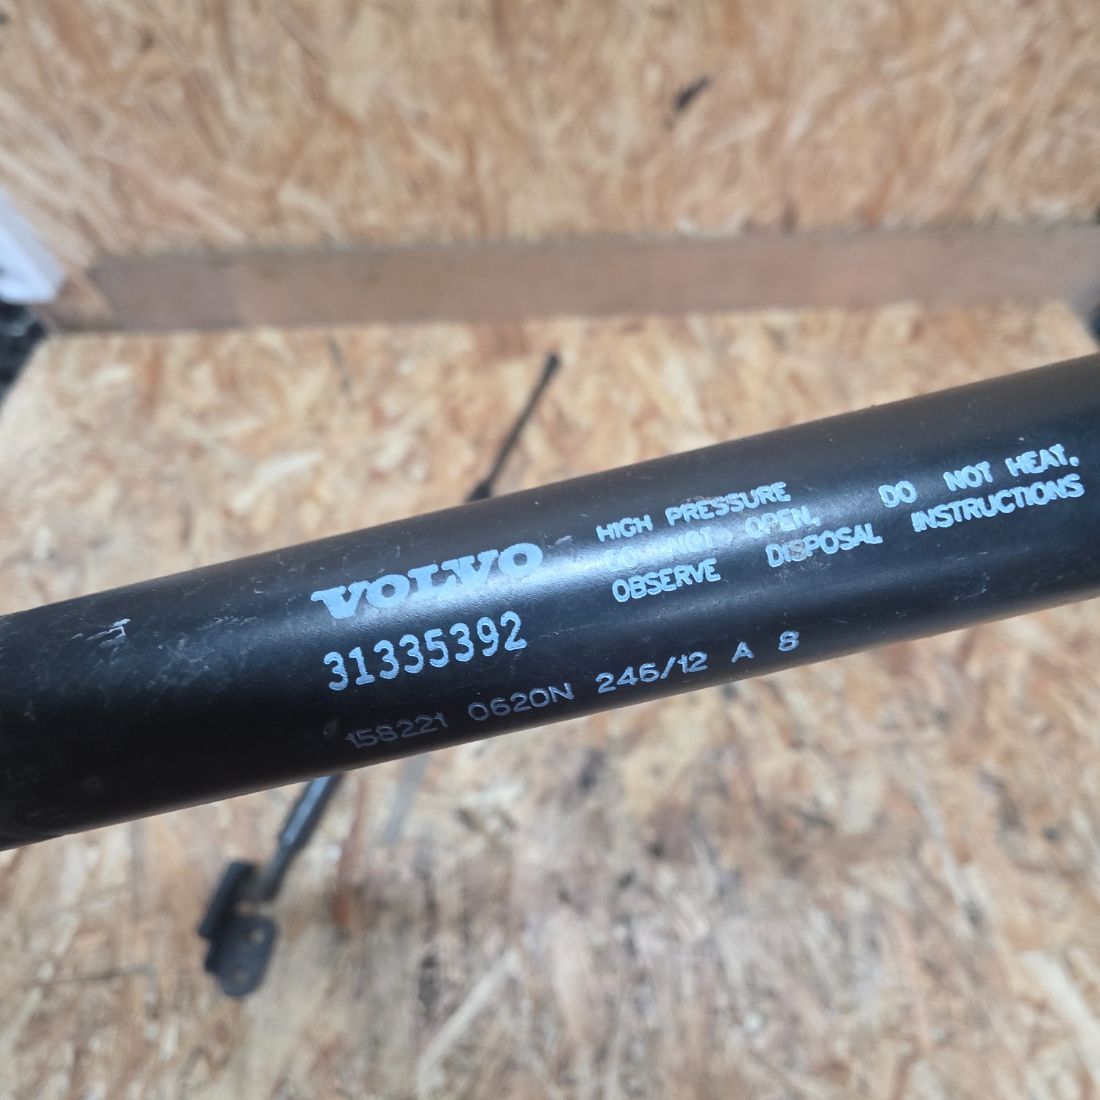 VOLVO
31335392
158221 0620N 246/12 A 8
HIGH PRESSURE DO NOT HEAT.
DO NOT OPEN.
OBSERVE DISPOSAL INSTRUCTIONS